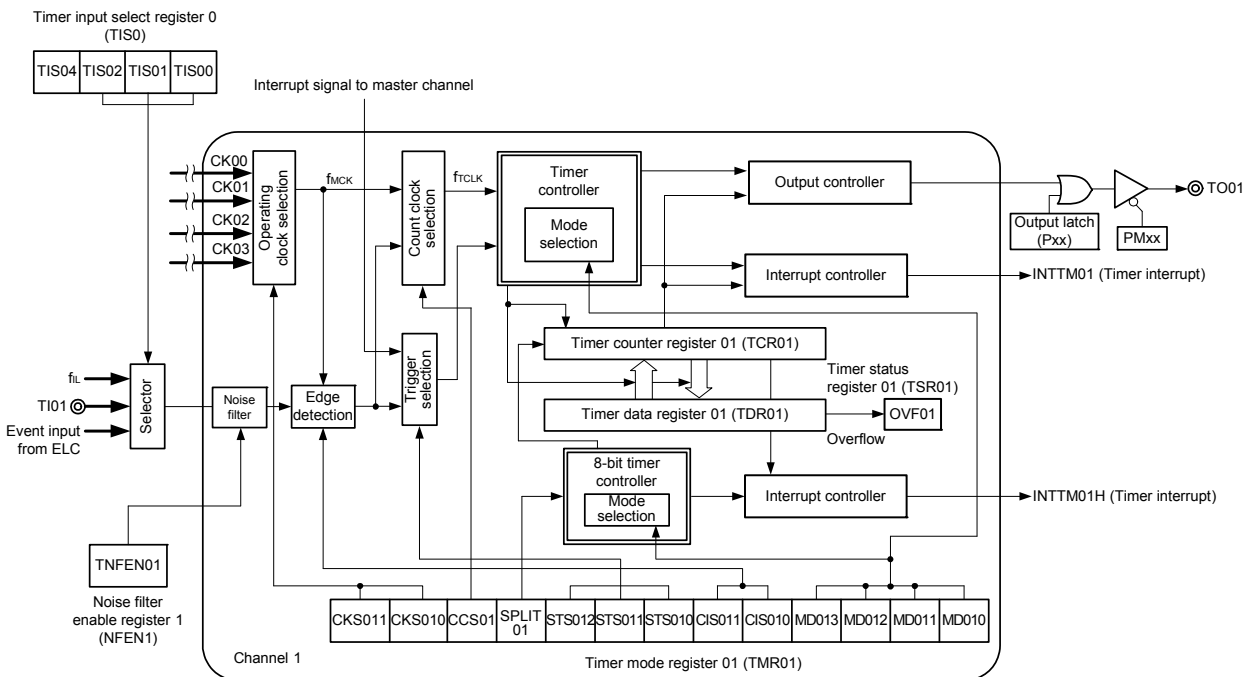 Timer input select register 0
(TIS0)
TIS04 TIS02 TIS01 TIS00
Interrupt signal to master channel
CK00
CK01
CK02
CK03
Operating
clock selection
fMCK
Count clock
selection
fTCLK
Timer
controller
Mode
selection
Output controller
Output latch
(Pxx)
PMxx
TO01
Interrupt controller
INTTM01 (Timer interrupt)
Timer counter register 01 (TCR01)
Timer status
register 01 (TSR01)
Trigger
selection
fIL
TI01
Event input
from ELC
Selector
Noise
filter
Edge
detection
Timer data register 01 (TDR01)
OVF01
Overflow
8-bit timer
controller
Mode
selection
Interrupt controller
INTTM01H (Timer interrupt)
TNFEN01
Noise filter
enable register 1
(NFEN1)
CKS011 CKS010 CCS01 SPLIT
01 STS012 STS011 STS010 CIS011 CIS010 MD013 MD012 MD011 MD010
Channel 1
Timer mode register 01 (TMR01)